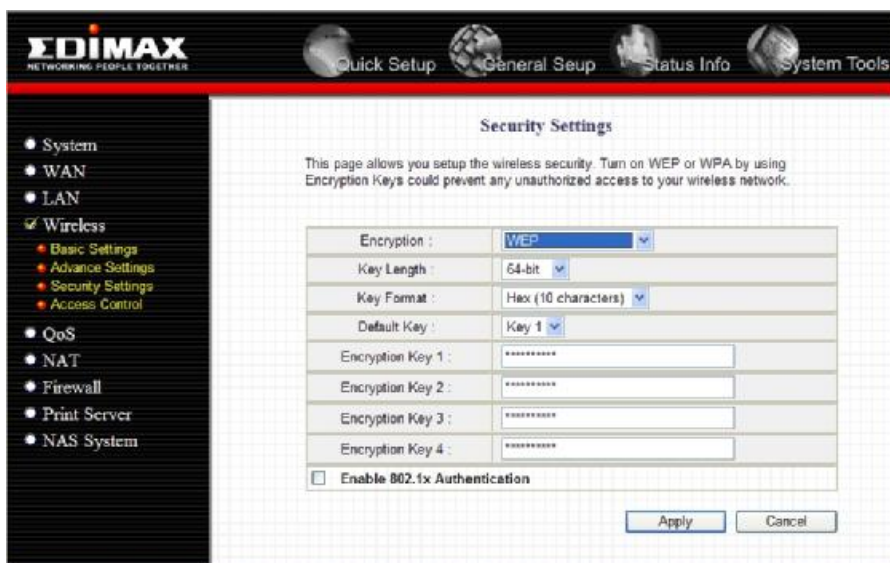 EDIMAX
NETWORKING PEOPLE TOGETHER
Quick Setup
General Seup
Status Info
System Tools
System
WAN
LAN
Wireless
Basic Settings
Advance Settings
Security Settings
Access Control
QoS
NAT
Firewall
Print Server
NAS System
Security Settings
This page allows you setup the wireless security. Turn on WEP or WPA by using
Encryption Keys could prevent any unauthorized access to your wireless network.
Encryption : WEP
Key Length : 64-bit
Key Format : Hex (10 characters)
Default Key : Key 1
Encryption Key 1 : **********
Encryption Key 2 : **********
Encryption Key 3 : **********
Encryption Key 4 : **********
Enable 802.1x Authentication
Apply Cancel